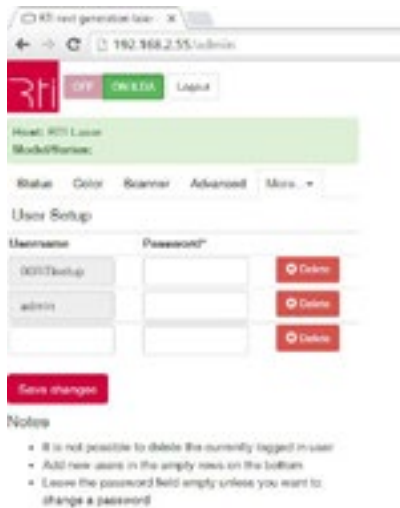 RTI next generation laser
192.168.2.55/admin
Rti OFF ON ILDA Logout
Host: RTI Laser
Model/Name:
Status Color Scanner Advanced More...
User Setup
Username Password*
Delete
admin Delete
Delete
Save changes
Notes
It is not possible to delete the currently logged in user
Add new users in the empty rows on the bottom
Leave the password field empty unless you want to
change a password